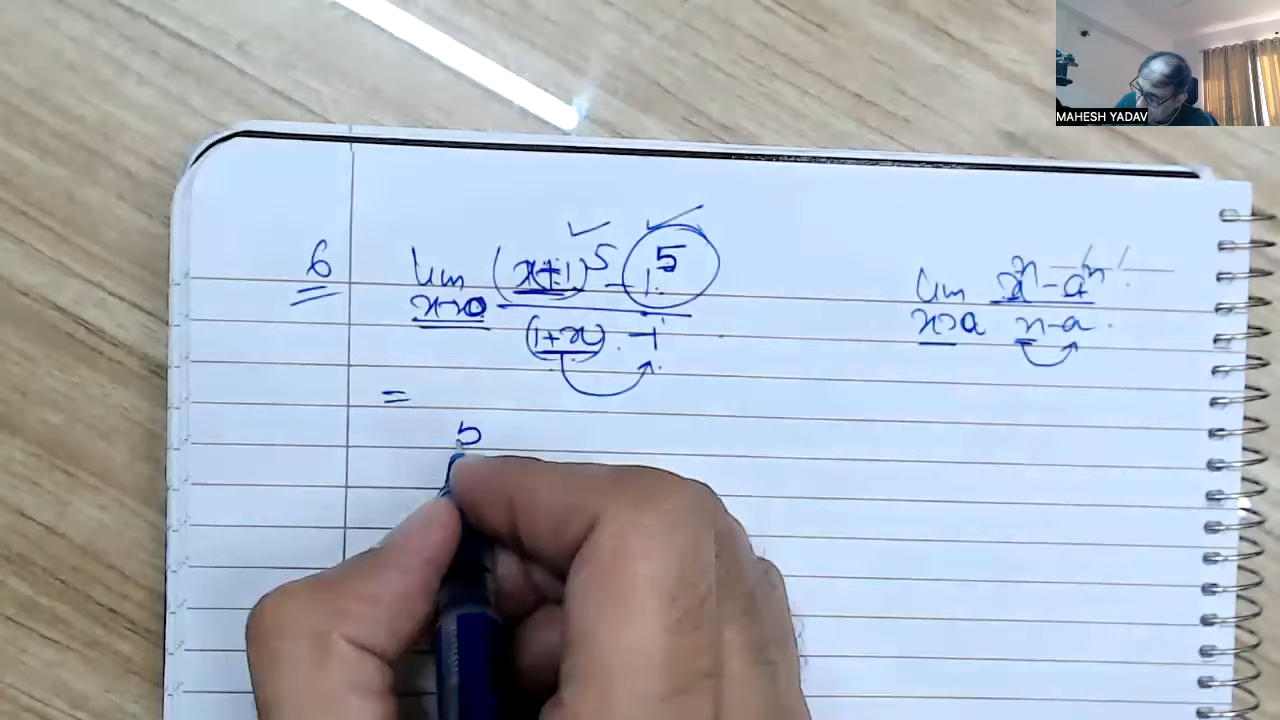 MAHESH YADAV
6 lim (x+1)^5 - 1^5
x→0 (1+x) - 1
lim x^n - a^n
x→a x - a
=
5